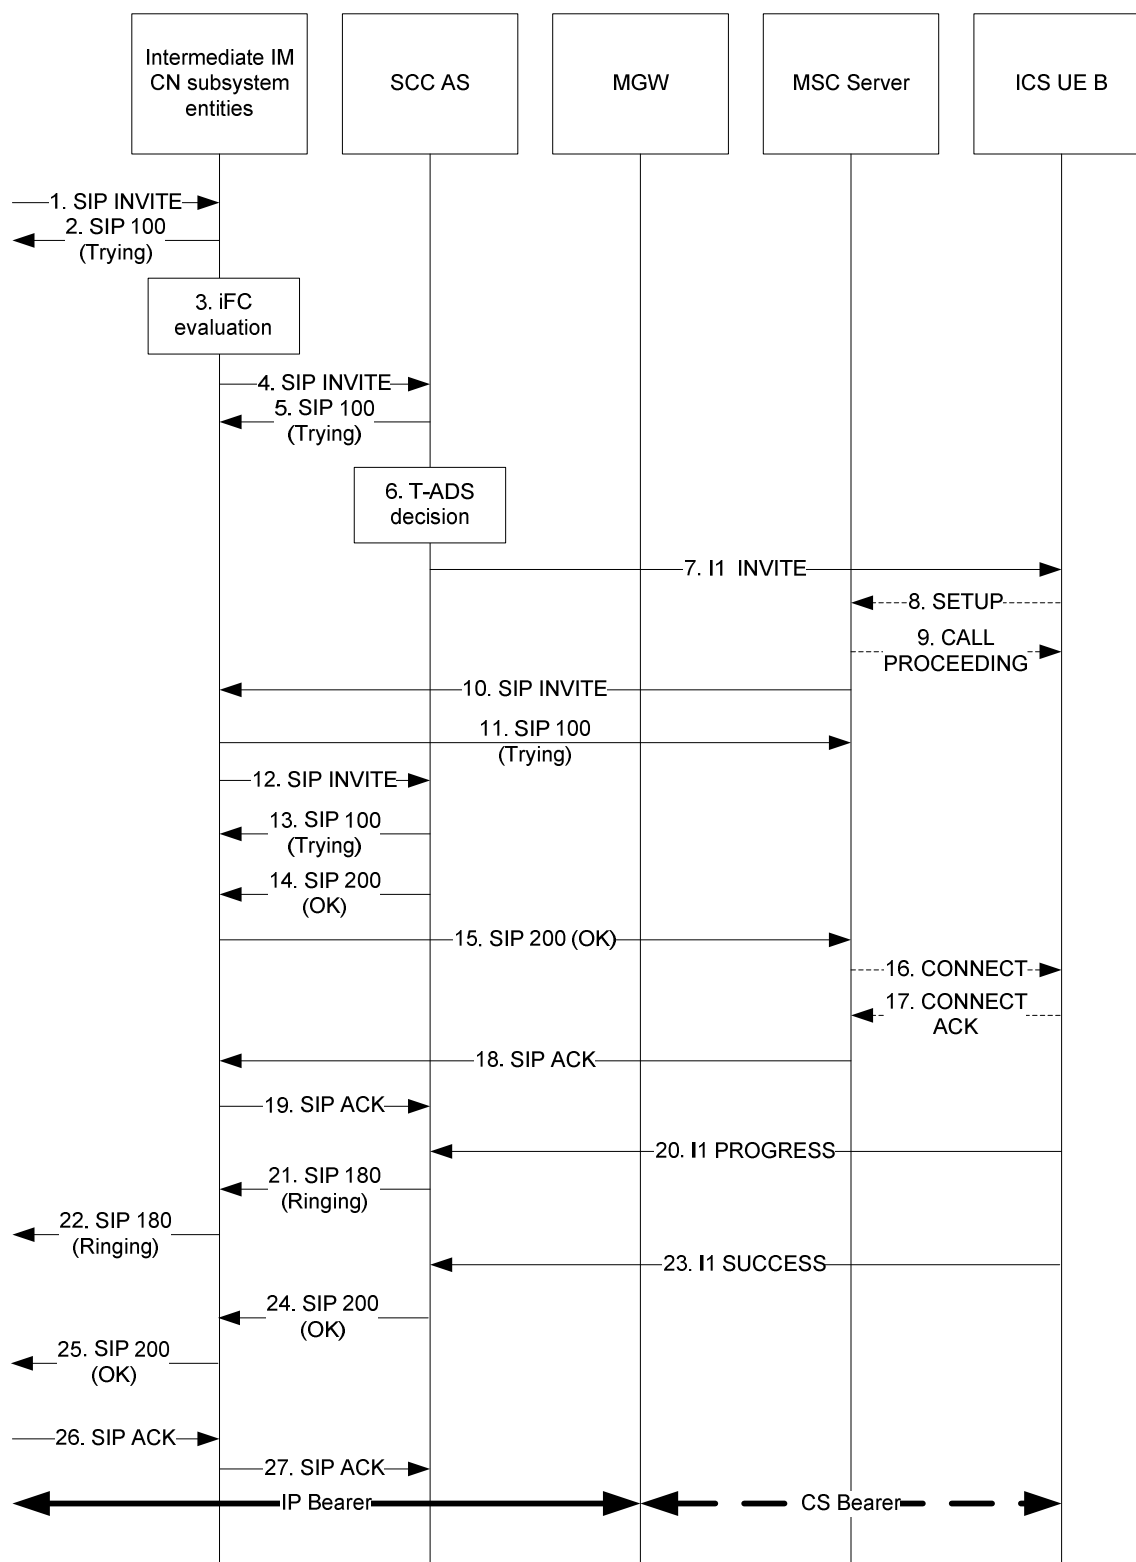 Intermediate IM
CN subsystem
entities
SCC AS
MGW
MSC Server
ICS UE B
1. SIP INVITE
2. SIP 100
(Trying)
3. iFC
evaluation
4. SIP INVITE
5. SIP 100
(Trying)
6. T-ADS
decision
7. I1 INVITE
8. SETUP
9. CALL
PROCEEDING
10. SIP INVITE
11. SIP 100
(Trying)
12. SIP INVITE
13. SIP 100
(Trying)
14. SIP 200
(OK)
15. SIP 200 (OK)
16. CONNECT
17. CONNECT
ACK
18. SIP ACK
19. SIP ACK
20. I1 PROGRESS
21. SIP 180
(Ringing)
22. SIP 180
(Ringing)
23. I1 SUCCESS
24. SIP 200
(OK)
25. SIP 200
(OK)
26. SIP ACK
27. SIP ACK
IP Bearer
CS Bearer